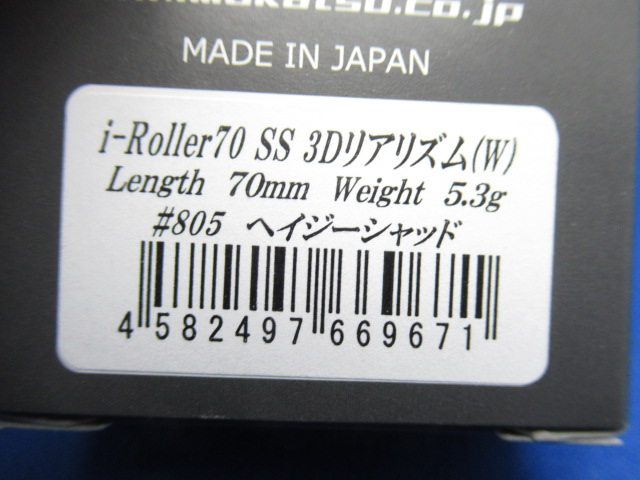 MADE IN JAPAN
i-Roller70 SS 3Dリアリズム(W)
Length 70mm Weight 5.3g
#805 ヘイジーシャッド
4 582497 669671